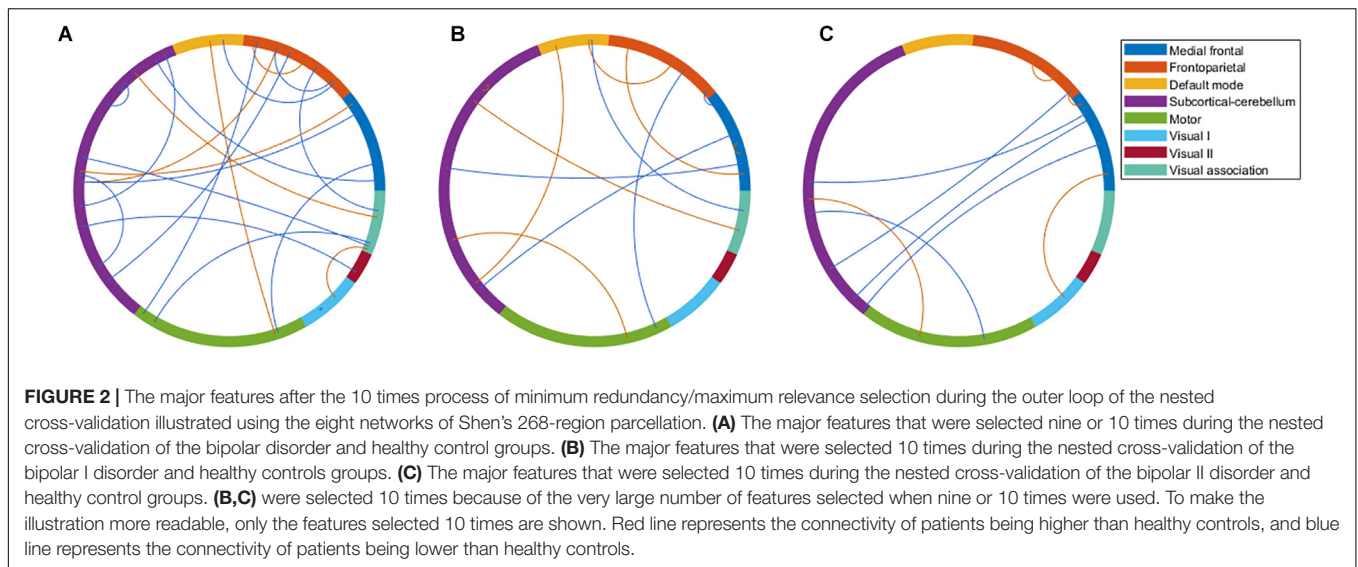 A
B
C
Medial frontal
Frontoparietal
Default mode
Subcortical-cerebellum
Motor
Visual I
Visual II
Visual association
FIGURE 2 | The major features after the 10 times process of minimum redundancy/maximum relevance selection during the outer loop of the nested
cross-validation illustrated using the eight networks of Shen's 268-region parcellation. (A) The major features that were selected nine or 10 times during the nested
cross-validation of the bipolar disorder and healthy control groups. (B) The major features that were selected 10 times during the nested cross-validation of the
bipolar I disorder and healthy controls groups. (C) The major features that were selected 10 times during the nested cross-validation of the bipolar II disorder and
healthy control groups. (B,C) were selected 10 times because of the very large number of features selected when nine or 10 times were used. To make the
illustration more readable, only the features selected 10 times are shown. Red line represents the connectivity of patients being higher than healthy controls, and blue
line represents the connectivity of patients being lower than healthy controls.